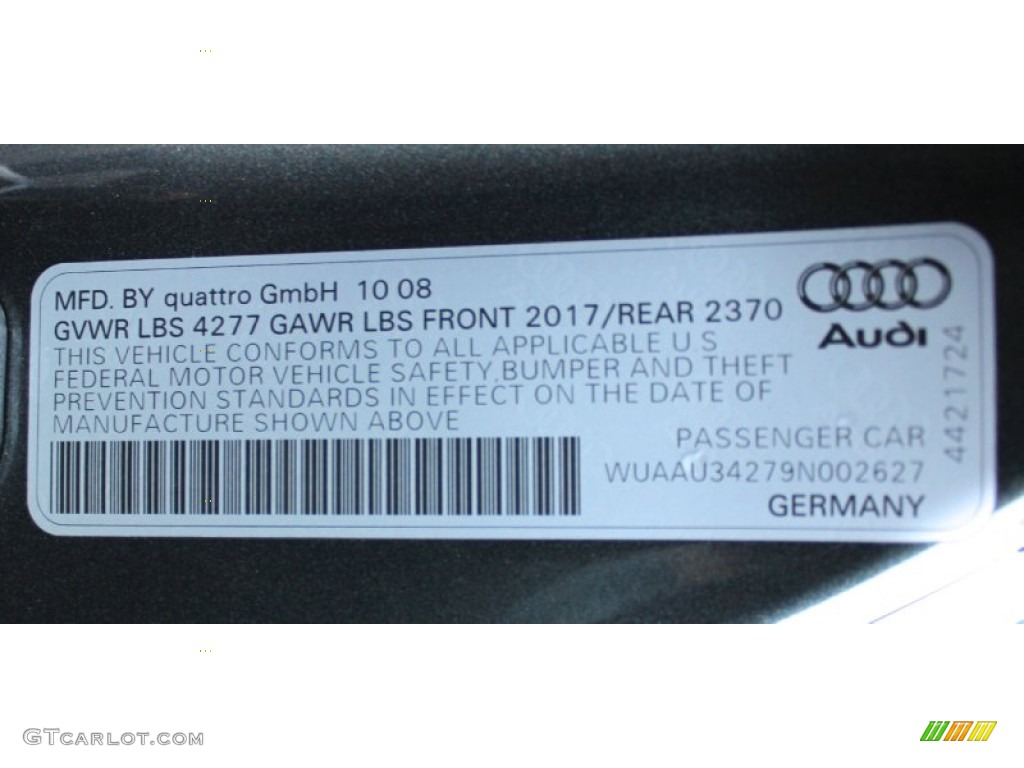 MFD. BY quattro GmbH 10 08
GVWR LBS 4277 GAWR LBS FRONT 2017/REAR 2370
THIS VEHICLE CONFORMS TO ALL APPLICABLE U S
FEDERAL MOTOR VEHICLE SAFETY, BUMPER AND THEFT
PREVENTION STANDARDS IN EFFECT ON THE DATE OF
MANUFACTURE SHOWN ABOVE
Audi
4421724
PASSENGER CAR
WUAAU34279N002627
GERMANY
GTCARLOT.COM